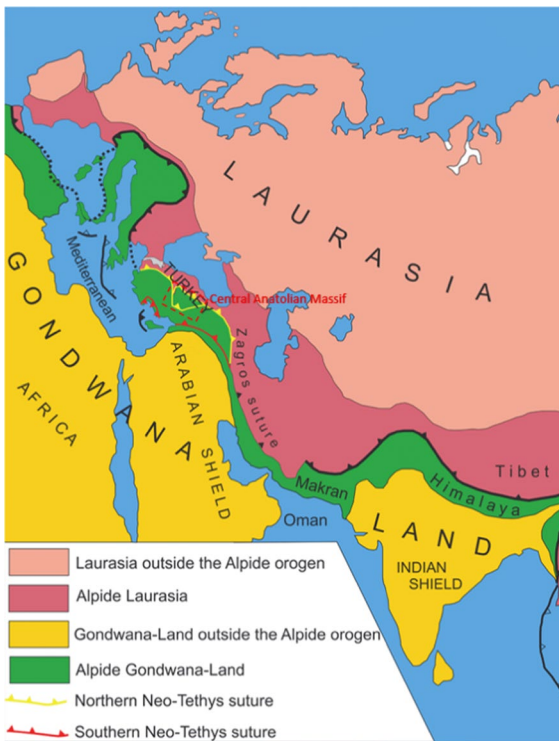 LAURASIA
Mediterranean
TURKEY
Central Anatolian Massif
GONDWANA
LAND
AFRICA
ARABIAN
SHIELD
Zagros suture
Makran
Himalaya
Tibet
Oman
INDIAN
SHIELD
Laurasia outside the Alpide orogen
Alpide Laurasia
Gondwana-Land outside the Alpide orogen
Alpide Gondwana-Land
Northern Neo-Tethys suture
Southern Neo-Tethys suture